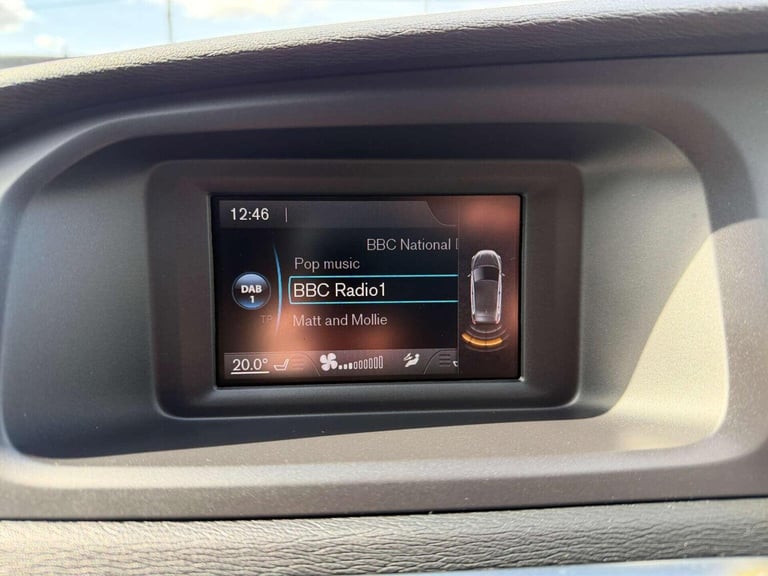 12:46
BBC National
Pop music
DAB
1
BBC Radio1
TP
Matt and Mollie
20.0°